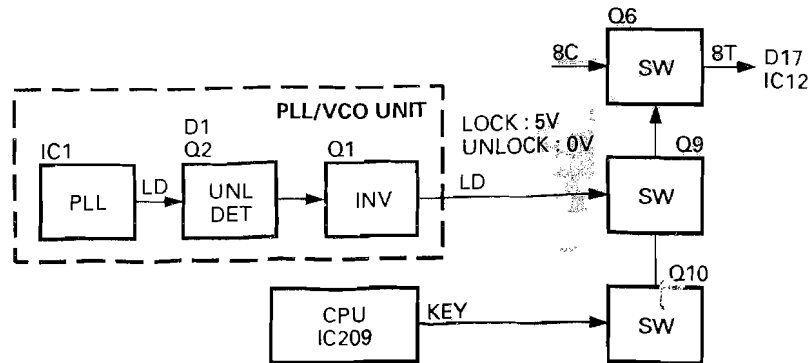 Q6
8C
SW
8T
D17
IC12
PLL/VCO UNIT
LOCK : 5V
UNLOCK : 0V
IC1
D1
Q2
Q1
Q9
PLL
LD
UNL
DET
INV
LD
SW
Q10
CPU
IC209
KEY
SW